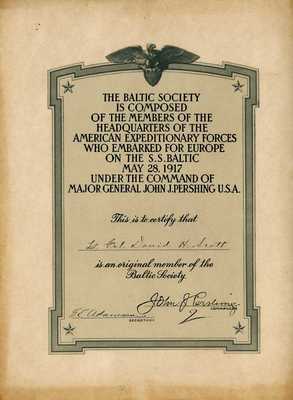 THE BALTIC SOCIETY
IS COMPOSED
OF THE MEMBERS OF THE
HEADQUARTERS OF THE
AMERICAN EXPEDITIONARY FORCES
WHO EMBARKED FOR EUROPE
ON THE S.S. BALTIC
MAY 28, 1917
UNDER THE COMMAND OF
MAJOR GENERAL JOHN J. PERSHING U.S.A.
This is to certify that
Lt Col David H. Scott
is an original member of the
Baltic Society.
John J Pershing
SECRETARY